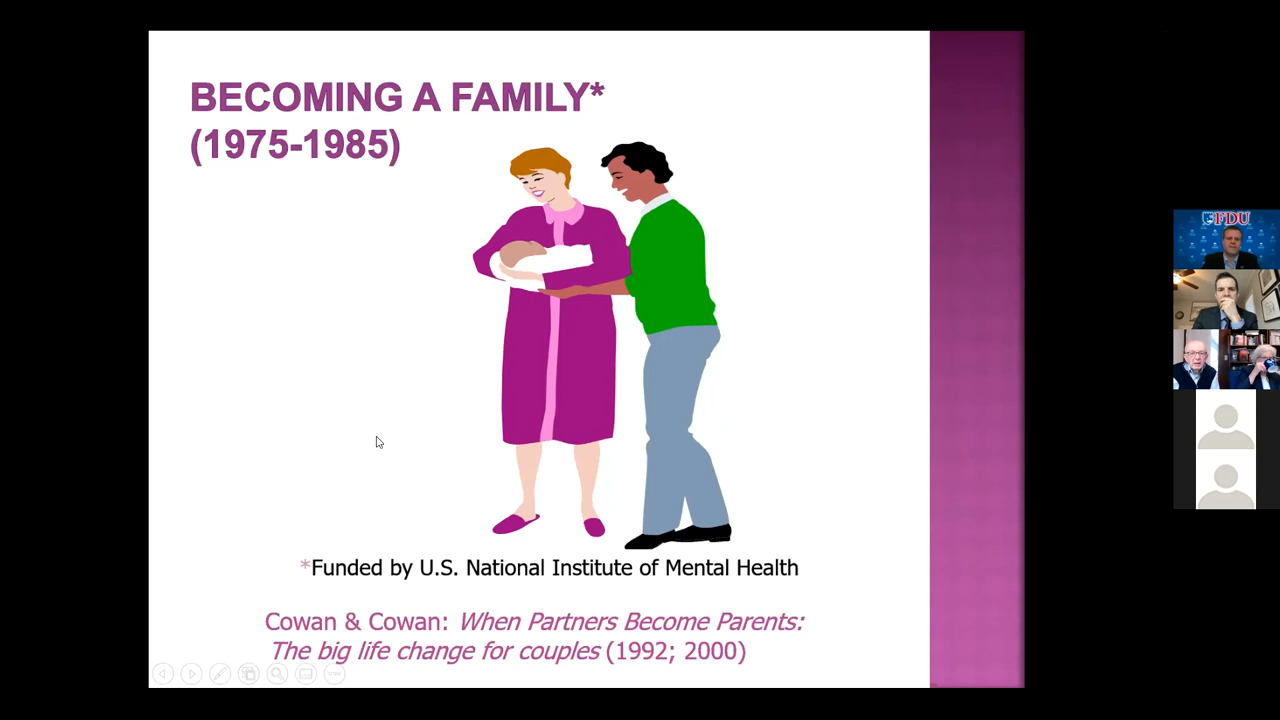 BECOMING A FAMILY*
(1975-1985)
*Funded by U.S. National Institute of Mental Health
Cowan & Cowan: When Partners Become Parents:
The big life change for couples (1992; 2000)
FDU